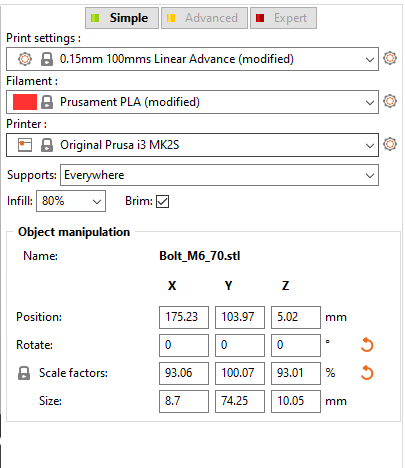 Simple Advanced Expert
Print settings :
0.15mm 100mms Linear Advance (modified)
Filament :
Prusament PLA (modified)
Printer :
Original Prusa i3 MK2S
Supports: Everywhere
Infill: 80% Brim:
Object manipulation
Name: Bolt_M6_70.stl
X Y Z
Position: 175.23 103.97 5.02 mm
Rotate: 0 0 0 °
Scale factors: 93.06 100.07 93.01 %
Size: 8.7 74.25 10.05 mm